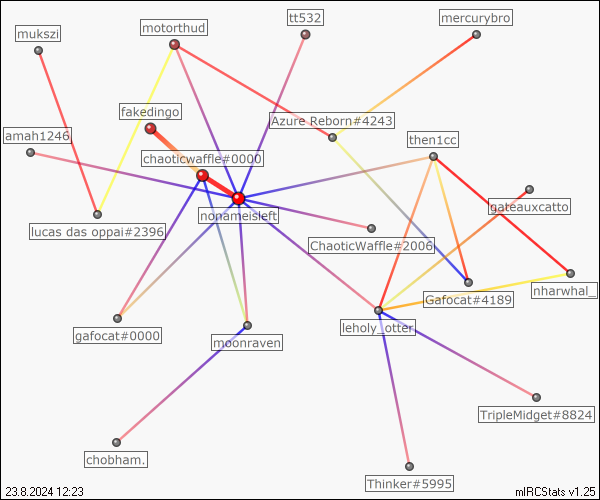 tt532
mercurybro
mukszi
motorthud
fakedingo
Azure Reborn#4243
amah1246
then1cc
chaoticwaffle#0000
nonameisleft
gateauxcatto
lucas das oppai#2396
ChaoticWaffle#2006
nharwhal_
Gafocat#4189
gafocat#0000
leholy_otter
moonraven
TripleMidget#8824
chobham.
Thinker#5995
23.8.2024 12:23
mIRCStats v1.25